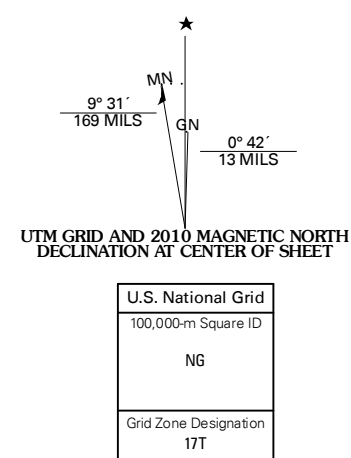 MN
9° 31´
169 MILS
GN
0° 42´
13 MILS
UTM GRID AND 2010 MAGNETIC NORTH
DECLINATION AT CENTER OF SHEET
U.S. National Grid
100,000-m Square ID
NG
Grid Zone Designation
17T